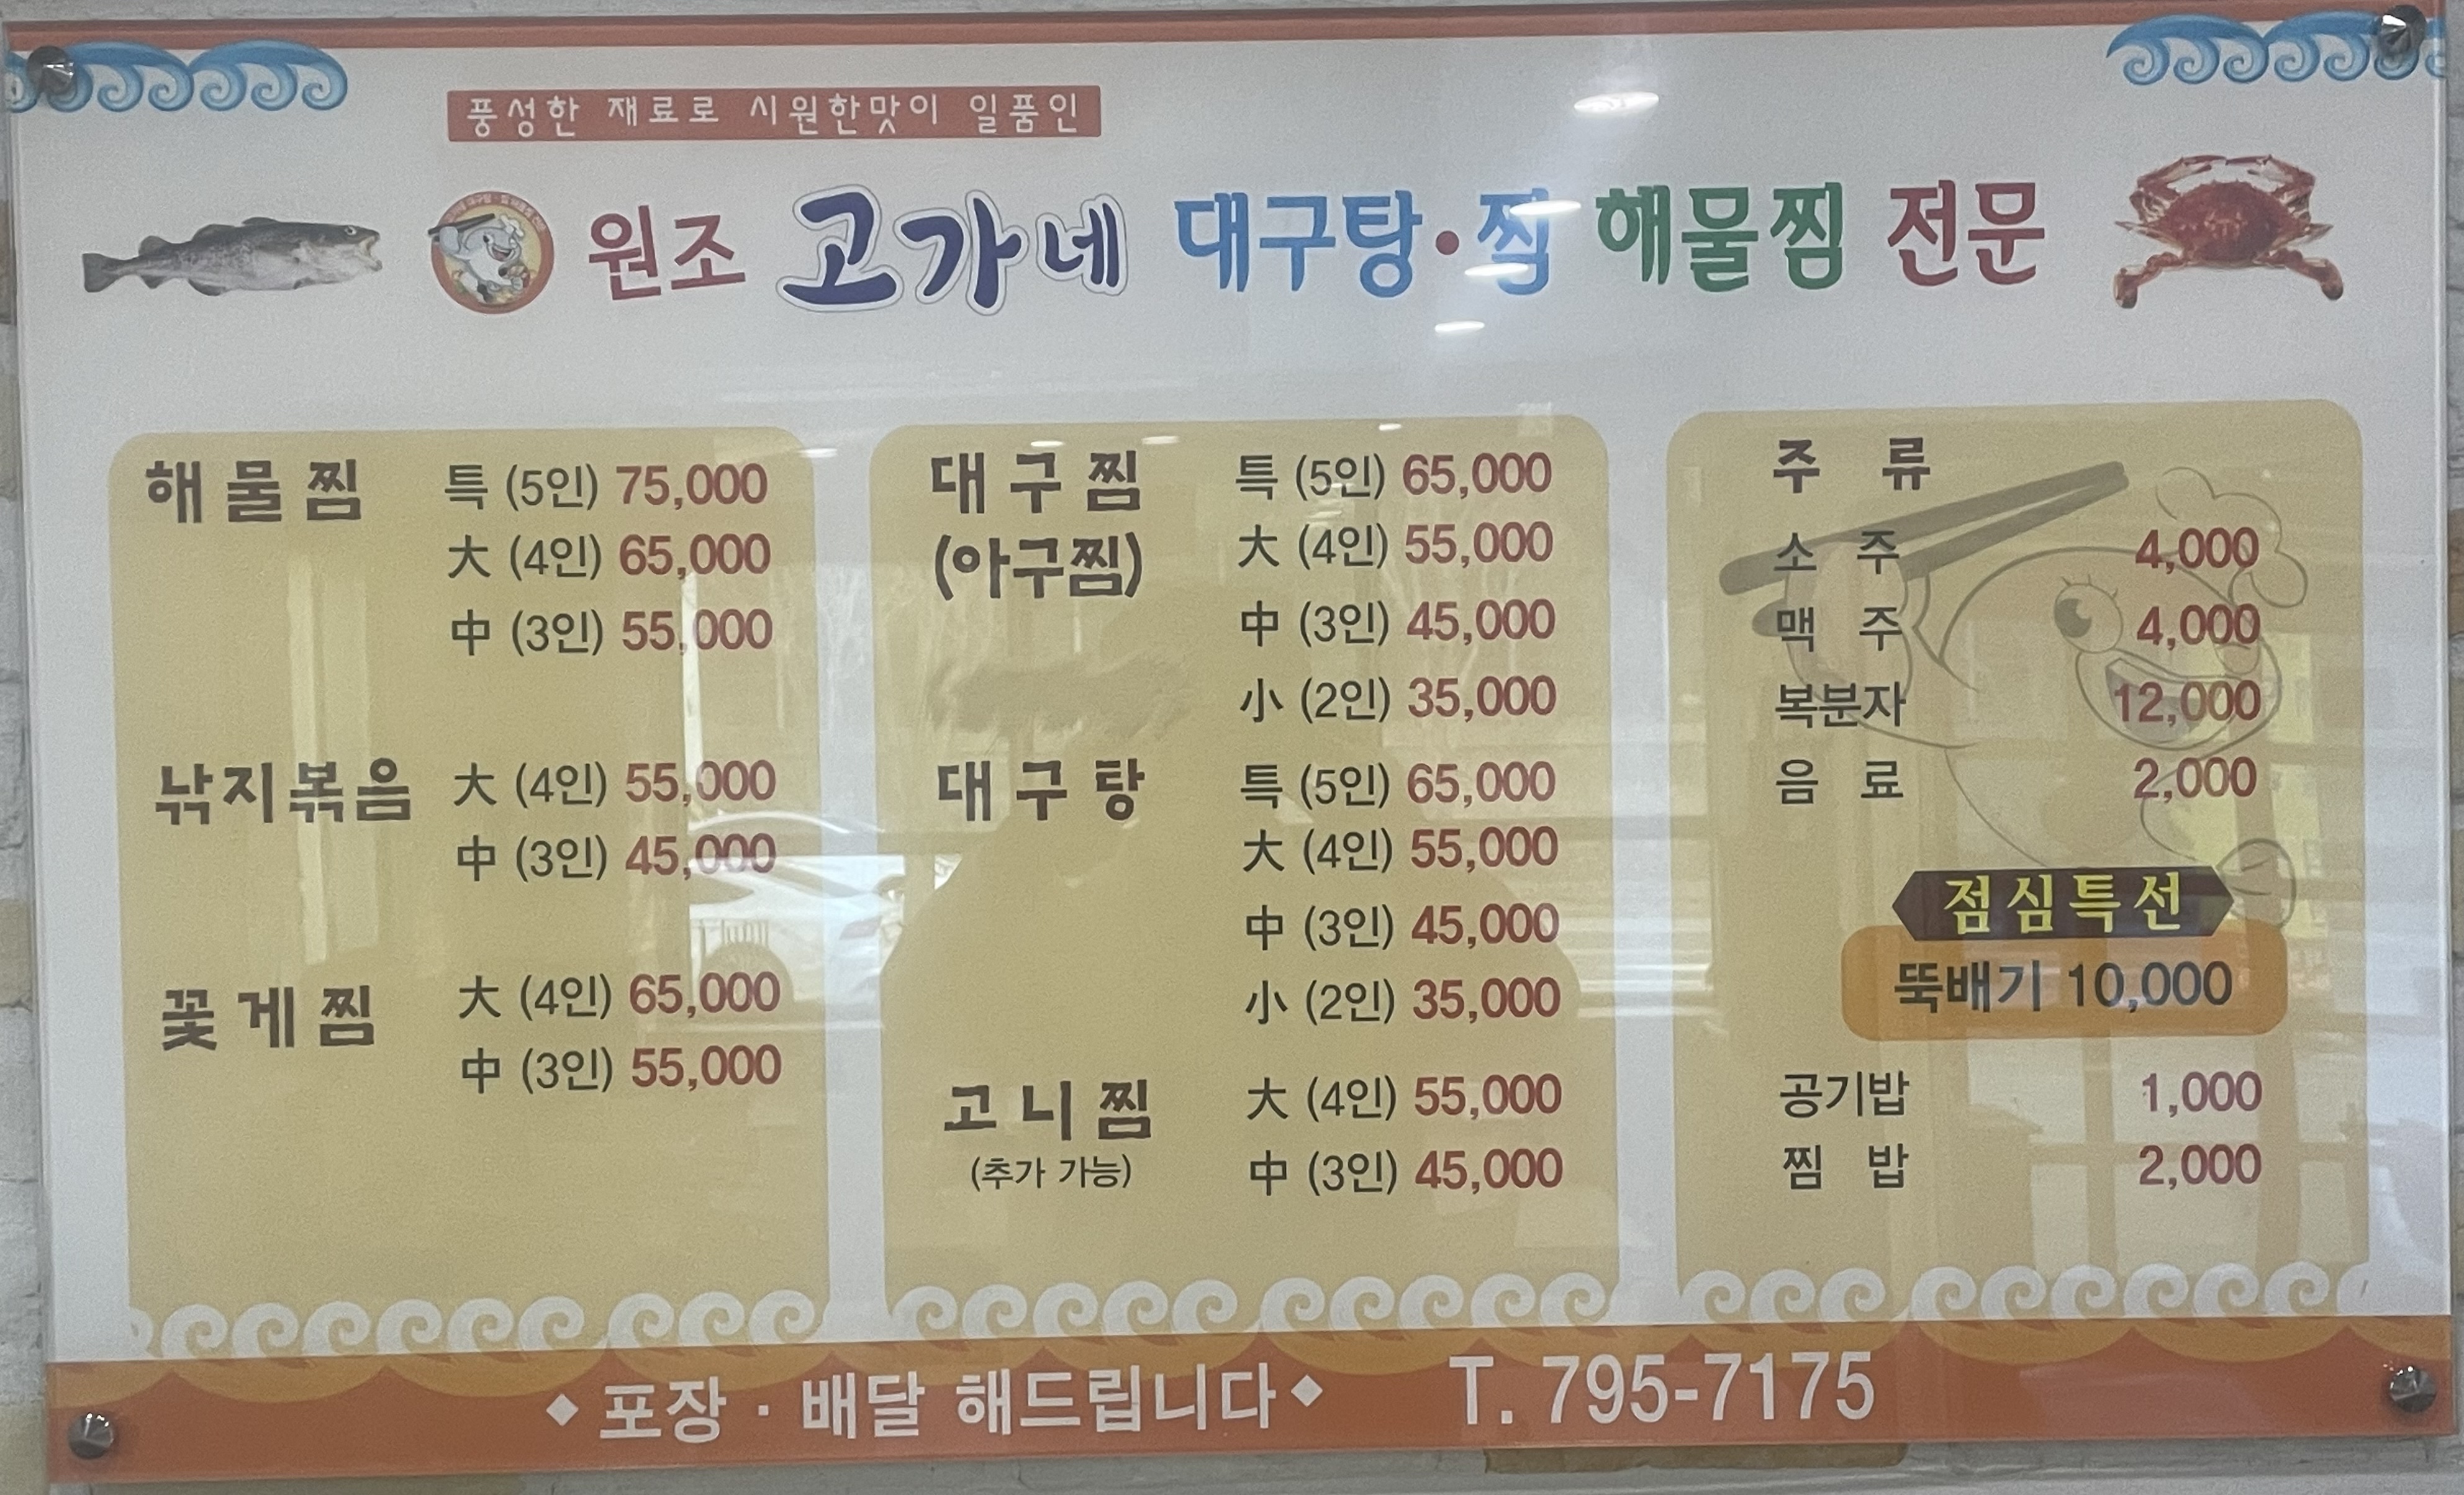 풍성한 재료로 시원한맛이 일품인
원조 고가네 대구탕·찜 해물찜 전문
해물찜 특 (5인) 75,000
大 (4인) 65,000
中 (3인) 55,000
낚지볶음 大 (4인) 55,000
中 (3인) 45,000
꽃게찜 大 (4인) 65,000
中 (3인) 55,000
대구찜 특 (5인) 65,000
(아구찜) 大 (4인) 55,000
中 (3인) 45,000
小 (2인) 35,000
대구탕 특 (5인) 65,000
大 (4인) 55,000
中 (3인) 45,000
小 (2인) 35,000
고니찜 大 (4인) 55,000
(추가 가능) 中 (3인) 45,000
주류
소주 4,000
맥주 4,000
복분자 12,000
음료 2,000
점심특선
뚝배기 10,000
공기밥 1,000
찜밥 2,000
◆ 포장 · 배달 해드립니다 ◆ T. 795-7175